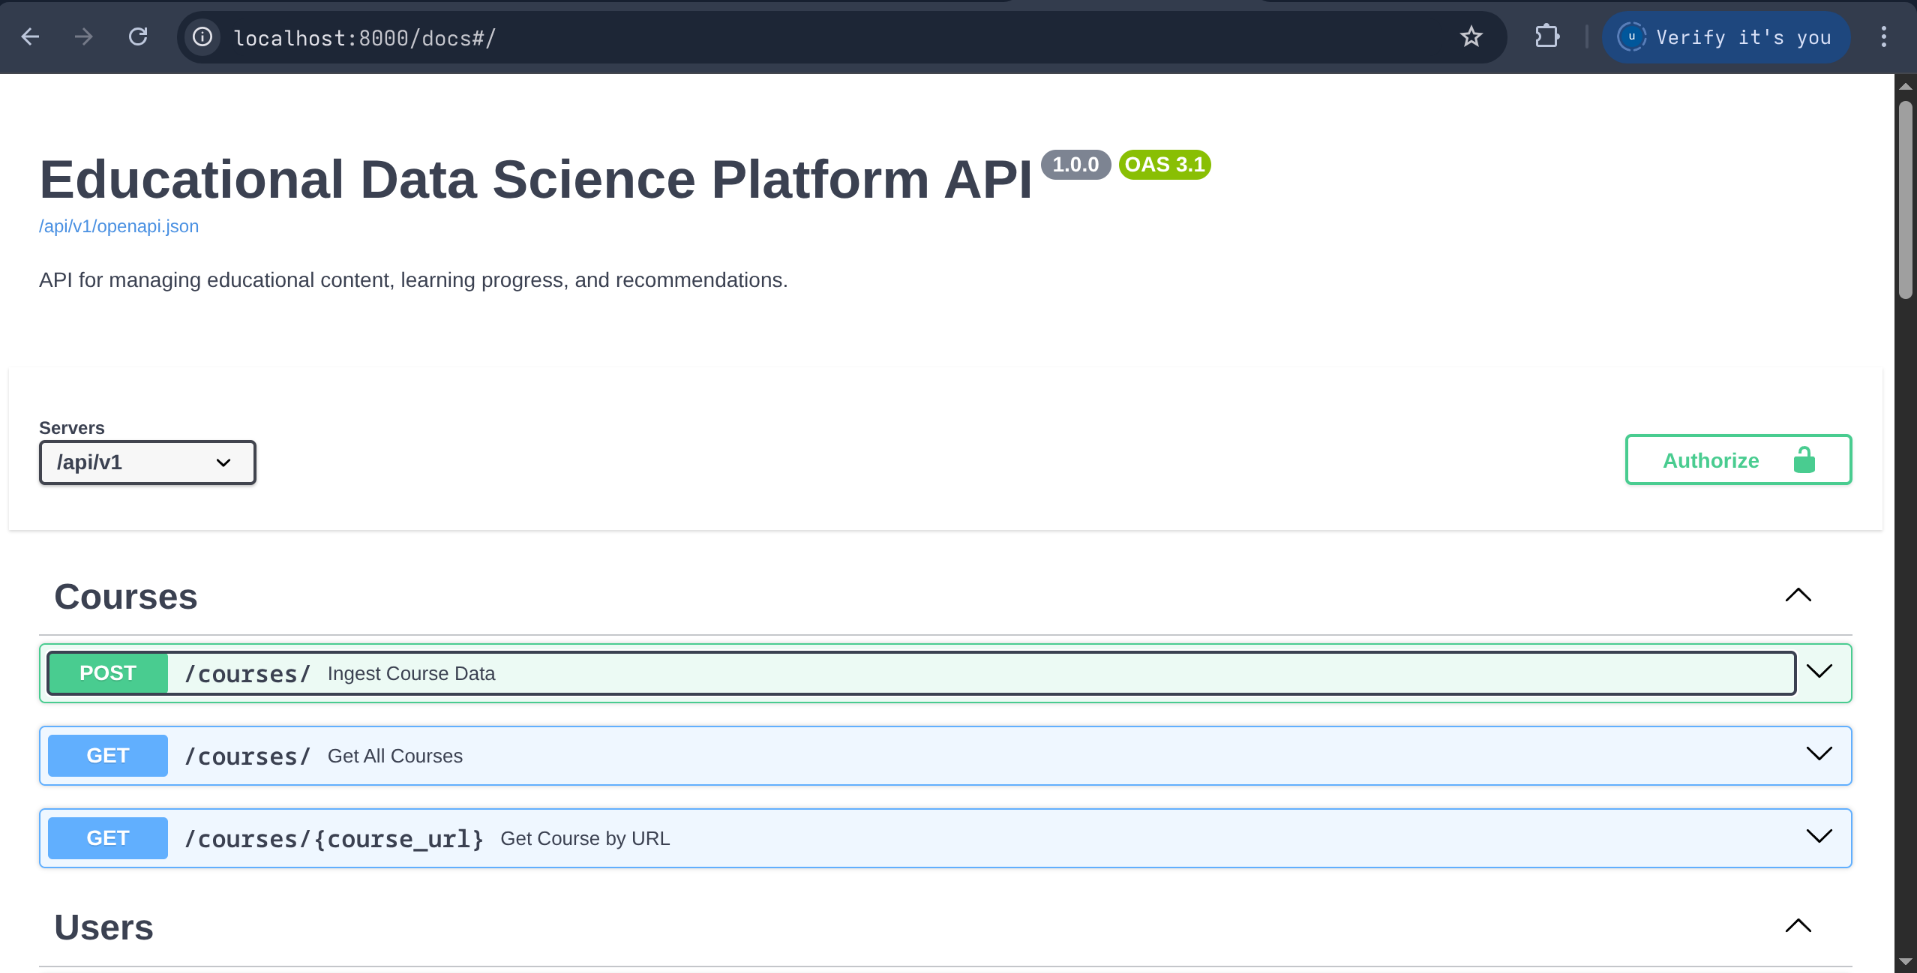 localhost:8000/docs#/
u
Verify it's you
Educational Data Science Platform API 1.0.0 OAS 3.1
/api/v1/openapi.json
API for managing educational content, learning progress, and recommendations.
Servers
/api/v1
Authorize
Courses
POST /courses/ Ingest Course Data
GET /courses/ Get All Courses
GET /courses/{course_url} Get Course by URL
Users